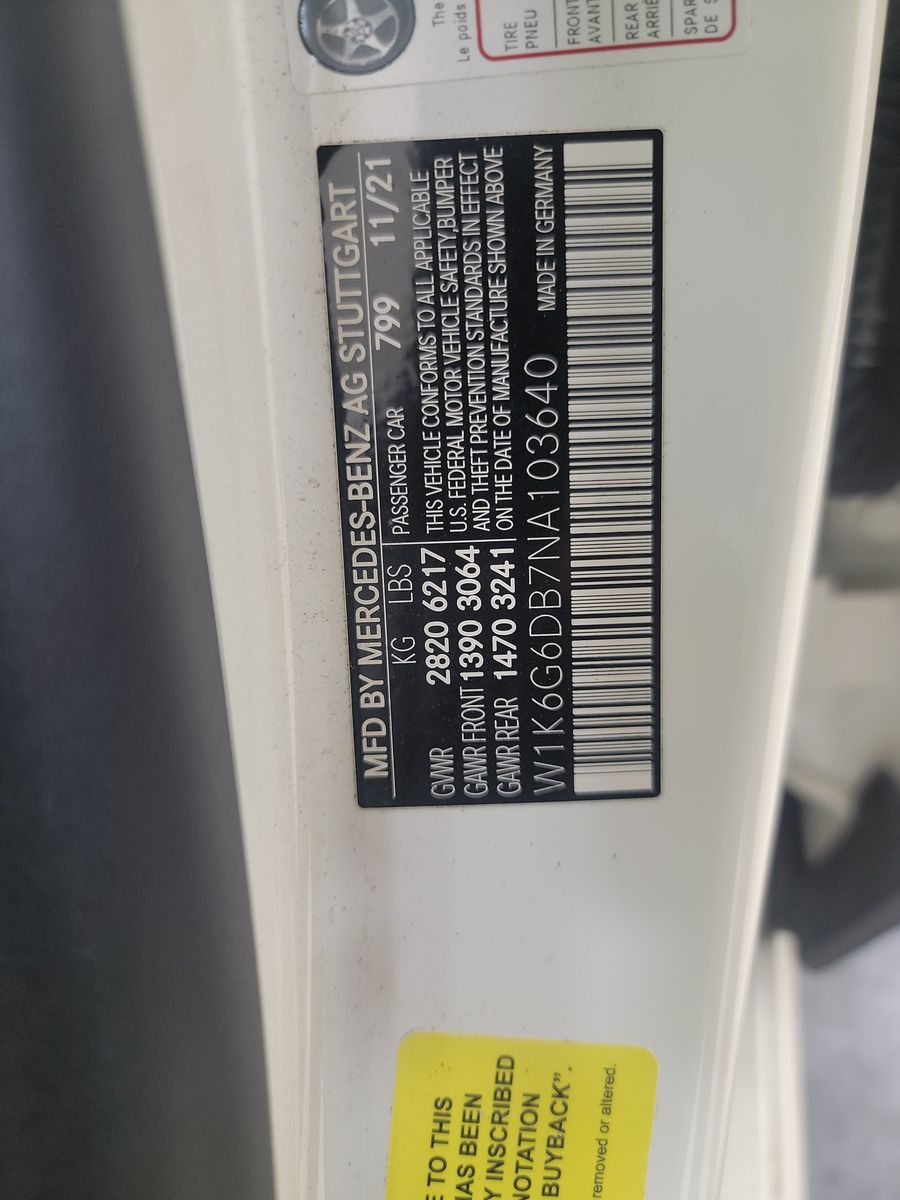 The
Le poids
TIRE
PNEU
FRONT
AVANT
REAR
ARRIÈ
SPAR
DE S
MFD BY MERCEDES-BENZ AG STUTTGART
KG LBS PASSENGER CAR 799 11/21
GVWR 2820 6217
GAWR FRONT 1390 3064
GAWR REAR 1470 3241
THIS VEHICLE CONFORMS TO ALL APPLICABLE
U.S. FEDERAL MOTOR VEHICLE SAFETY,BUMPER
AND THEFT PREVENTION STANDARDS IN EFFECT
ON THE DATE OF MANUFACTURE SHOWN ABOVE
W1K6G6DB7NA103640 MADE IN GERMANY
E TO THIS
HAS BEEN
Y INSCRIBED
NOTATION
BUYBACK".
removed or altered.